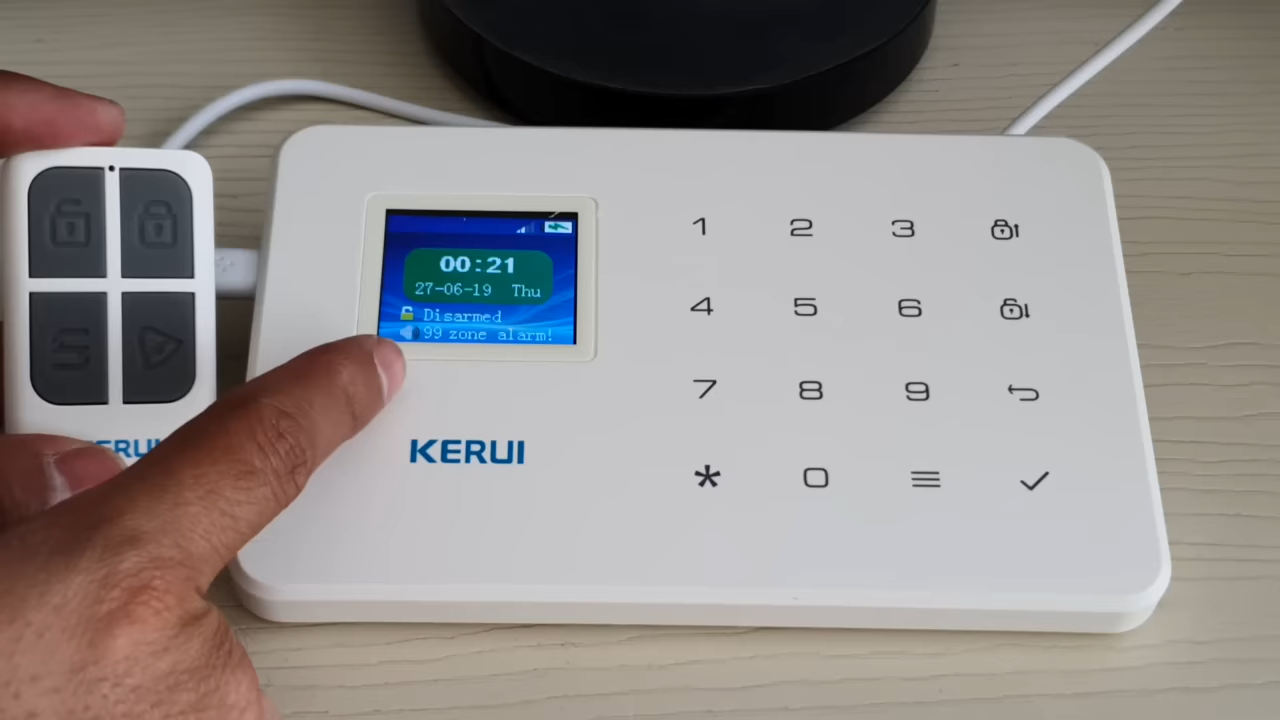 00:21
27-06-19 Thu
Disarmed
99 zone alarm!
KERUI
1 2 3
4 5 6
7 8 9
* 0
KERUI